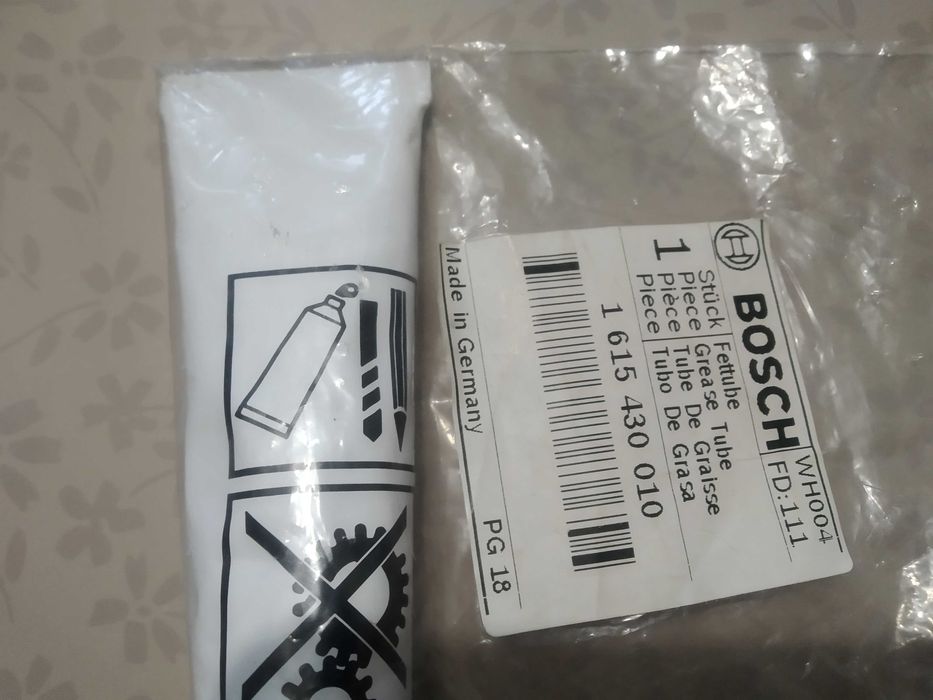 BOSCH
WH004
FD:111
1
Stück Fettube
Piece Grease Tube
Pièce Tube De Graisse
Piece Tubo De Grasa
1 615 430 010
Made in Germany
PG 18